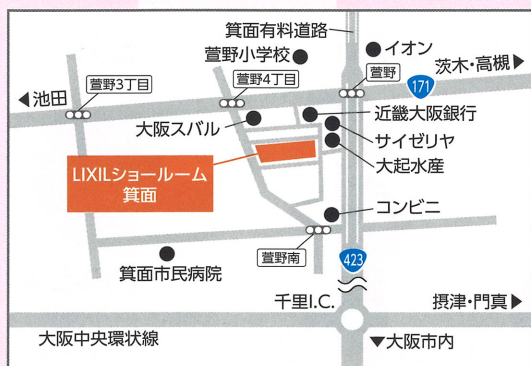 箕面有料道路
イオン
萱野小学校
茨木・高槻▶
萱野3丁目
萱野4丁目
萱野
171
◀池田
近畿大阪銀行
大阪スバル
サイゼリヤ
大起水産
LIXILショールーム
箕面
コンビニ
萱野南
箕面市民病院
423
千里I.C.
摂津・門真▶
大阪中央環状線
▼大阪市内